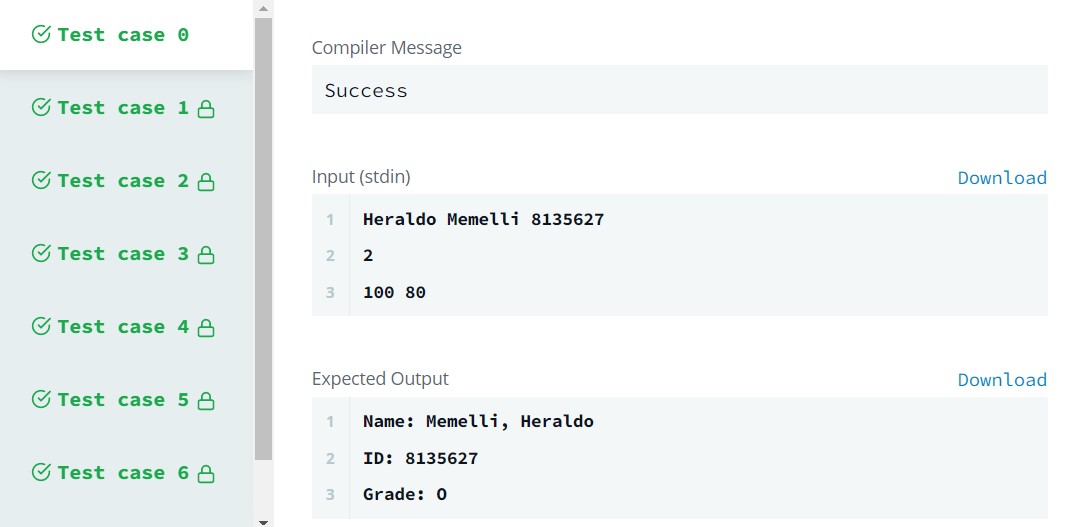 Test case 0
Test case 1
Test case 2
Test case 3
Test case 4
Test case 5
Test case 6
Compiler Message
Success
Input (stdin)
Download
1 Heraldo Memelli 8135627
2 2
3 100 80
Expected Output
Download
1 Name: Memelli, Heraldo
2 ID: 8135627
3 Grade: O